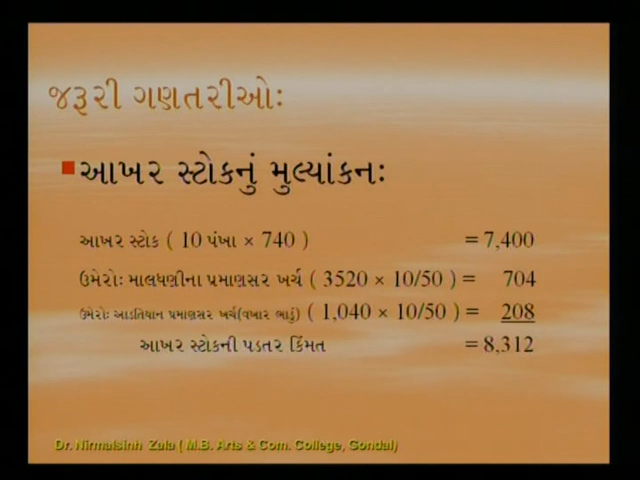 જરૂરી ગણતરીઓઃ
આખર સ્ટોકનું મુલ્યાંકનઃ
આખર સ્ટોક ( 10 પંખા × 740 ) = 7,400
ઉમેરોઃ માલધણીના પ્રમાણસર ખર્ચ ( 3520 × 10/50 ) = 704
ઉમેરોઃ આડતિયાન પ્રમાણસર ખર્ચ(વખાર ભાડું) ( 1,040 × 10/50 ) = 208
આખર સ્ટોકની પડતર કિંમત = 8,312
Dr. Nirmalsinh Zala ( M.B. Arts & Com. College, Gondal)